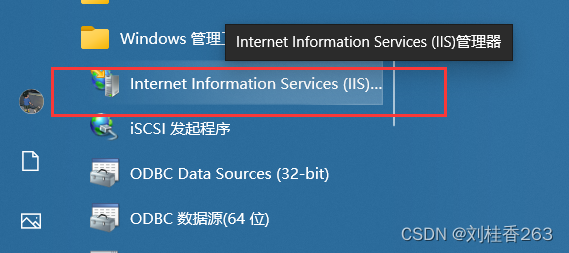 Windows 管理工
Internet Information Services (IIS)管理器
Internet Information Services (IIS)...
iSCSI 发起程序
ODBC Data Sources (32-bit)
ODBC 数据源(64 位)
CSDN @刘桂香263